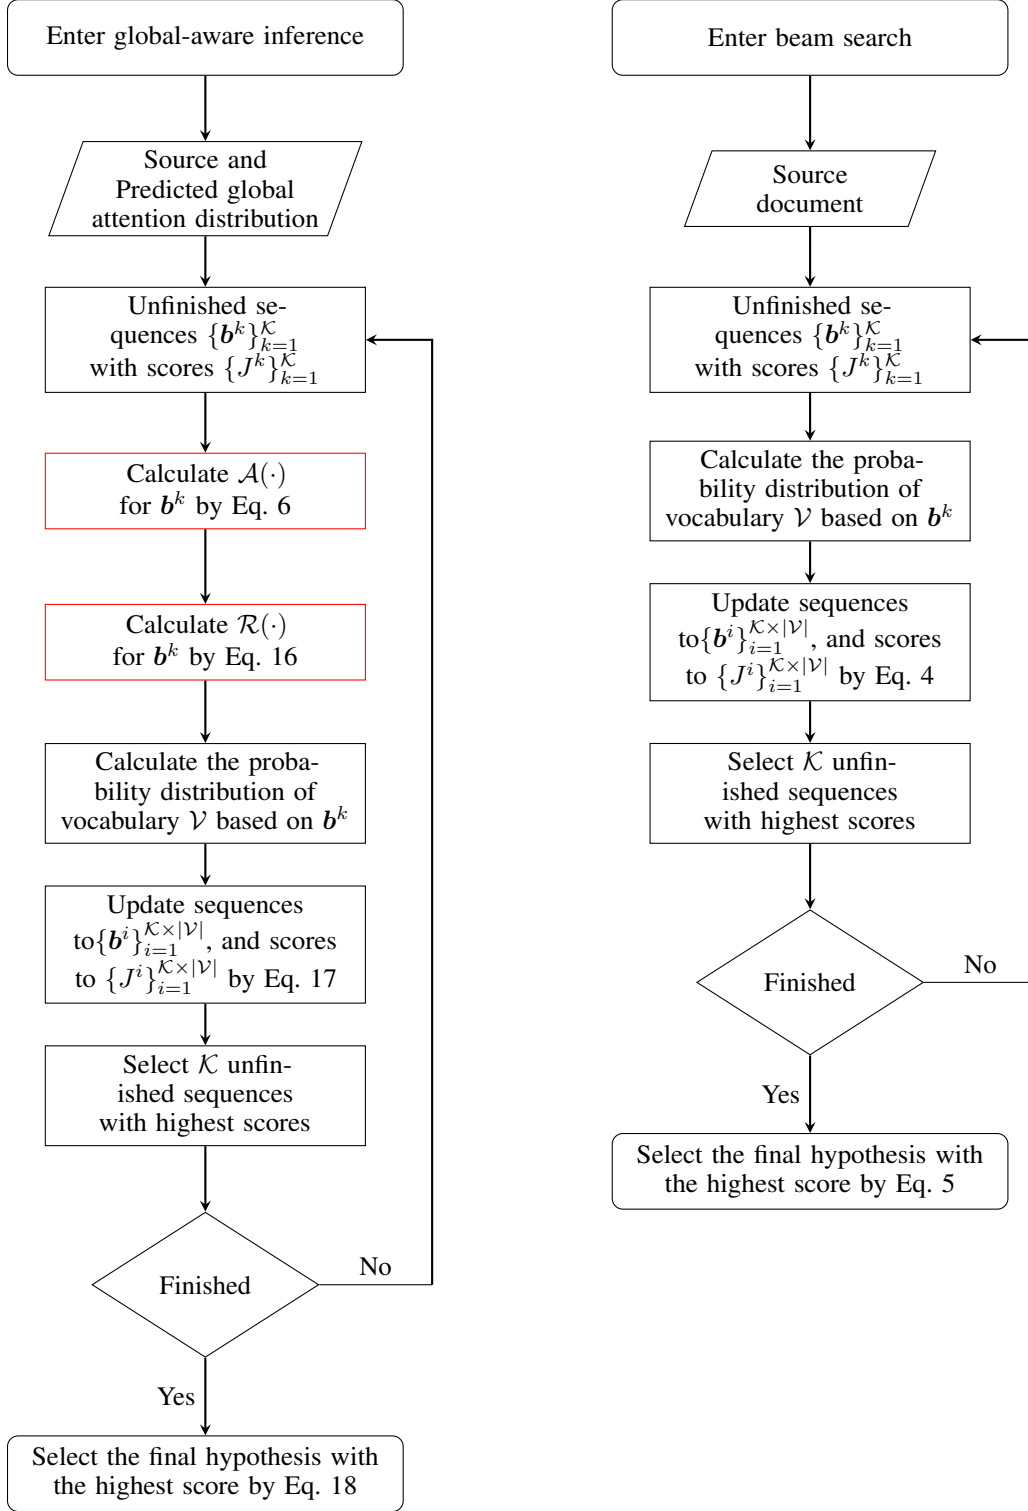 Enter global-aware inference
Source and
Predicted global
attention distribution
Unfinished se-
quences {𝒃^k}_{k=1}^{𝒦}
with scores {J^k}_{k=1}^{𝒦}
Calculate 𝒜(·)
for 𝒃^k by Eq. 6
Calculate ℛ(·)
for 𝒃^k by Eq. 16
Calculate the proba-
bility distribution of
vocabulary 𝒱 based on 𝒃^k
Update sequences
to{𝒃^i}_{i=1}^{𝒦×|𝒱|}, and scores
to {J^i}_{i=1}^{𝒦×|𝒱|} by Eq. 17
Select 𝒦 unfin-
ished sequences
with highest scores
Finished
No
Yes
Select the final hypothesis with
the highest score by Eq. 18
Enter beam search
Source
document
Unfinished se-
quences {𝒃^k}_{k=1}^{𝒦}
with scores {J^k}_{k=1}^{𝒦}
Calculate the proba-
bility distribution of
vocabulary 𝒱 based on 𝒃^k
Update sequences
to{𝒃^i}_{i=1}^{𝒦×|𝒱|}, and scores
to {J^i}_{i=1}^{𝒦×|𝒱|} by Eq. 4
Select 𝒦 unfin-
ished sequences
with highest scores
Finished
No
Yes
Select the final hypothesis with
the highest score by Eq. 5